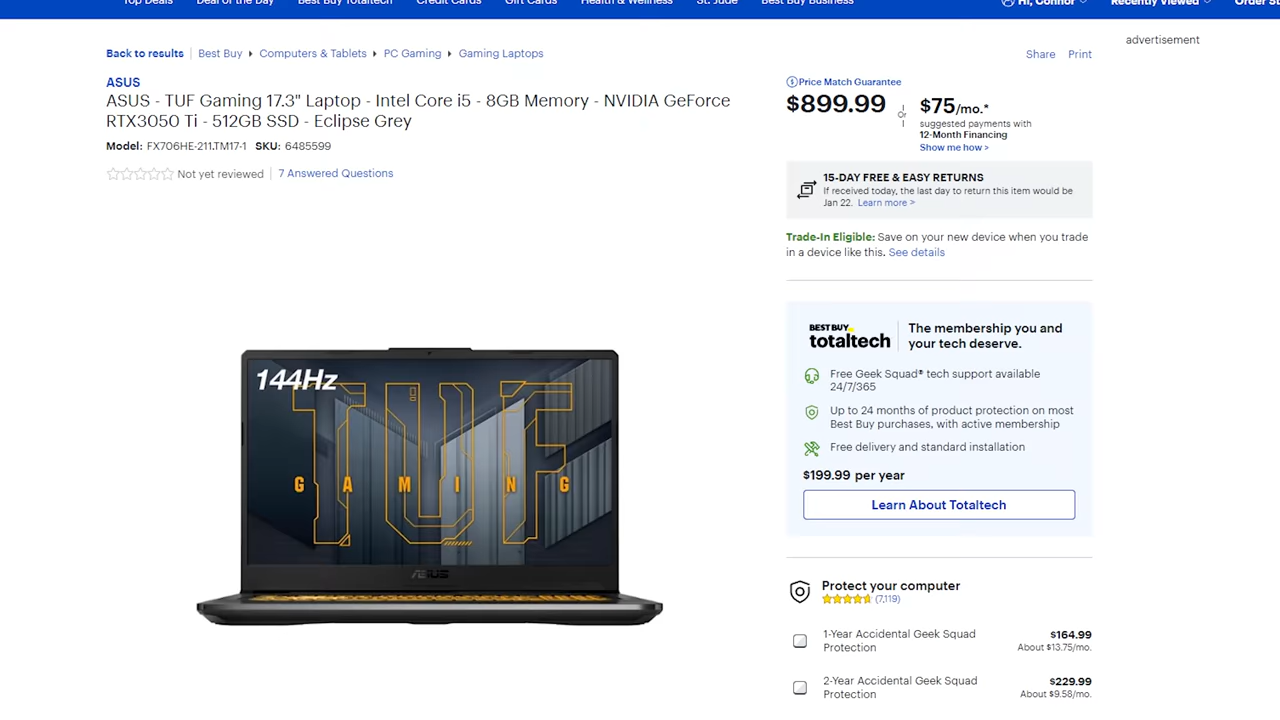 Top Deals Deal of the Day Best Buy Totaltech Credit Cards Gift Cards Health & Wellness St. Jude Best Buy Business Hi, Connor Recently Viewed Order
Back to results Best Buy Computers & Tablets PC Gaming Gaming Laptops
Share Print
advertisement
ASUS
ASUS - TUF Gaming 17.3" Laptop - Intel Core i5 - 8GB Memory - NVIDIA GeForce
RTX3050 Ti - 512GB SSD - Eclipse Grey
Model: FX706HE-211.TM17-1 SKU: 6485599
Not yet reviewed 7 Answered Questions
144Hz
TUF
GAMING
ASUS
Price Match Guarantee
$899.99
Or
$75/mo.*
suggested payments with
12-Month Financing
Show me how >
15-DAY FREE & EASY RETURNS
If received today, the last day to return this item would be
Jan 22. Learn more >
Trade-In Eligible: Save on your new device when you trade
in a device like this. See details
BEST BUY
totaltech
The membership you and
your tech deserve.
Free Geek Squad® tech support available
24/7/365
Up to 24 months of product protection on most
Best Buy purchases, with active membership
Free delivery and standard installation
$199.99 per year
Learn About Totaltech
Protect your computer
(7,119)
1-Year Accidental Geek Squad
Protection
$164.99
About $13.75/mo.
2-Year Accidental Geek Squad
Protection
$229.99
About $9.58/mo.